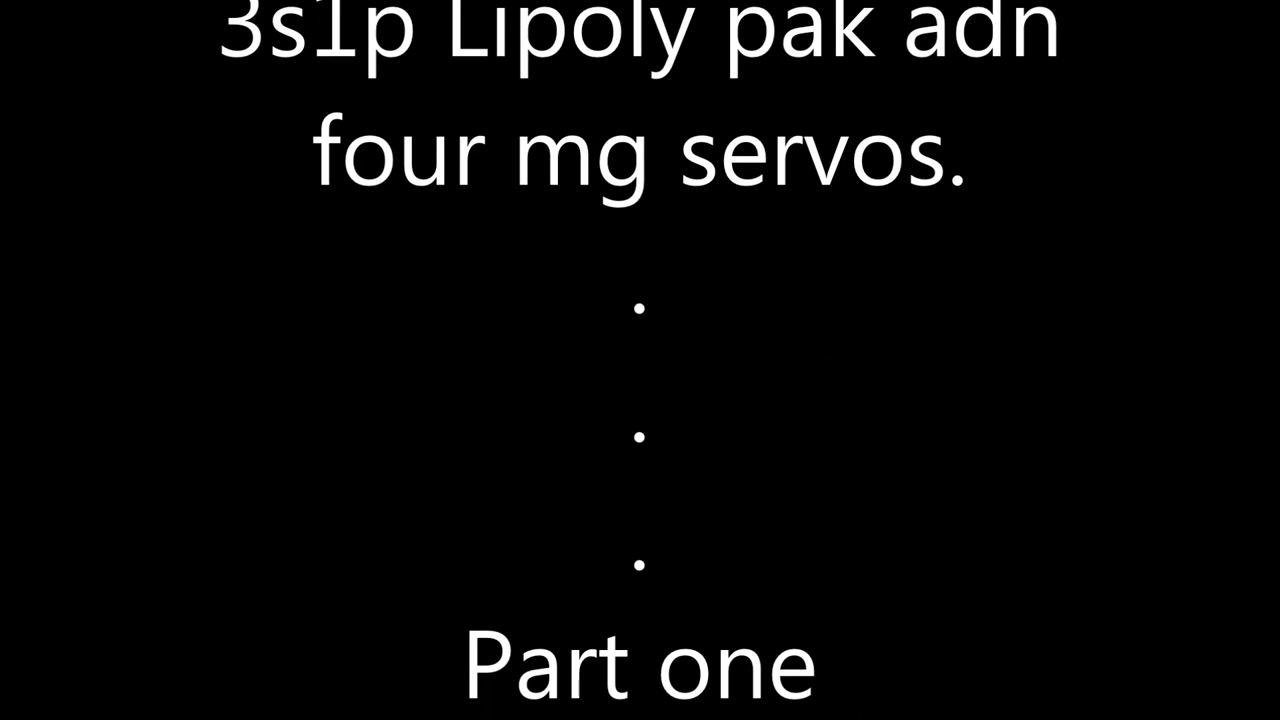 3s1p Lipoly pak adn
four mg servos.
.
.
.
Part one